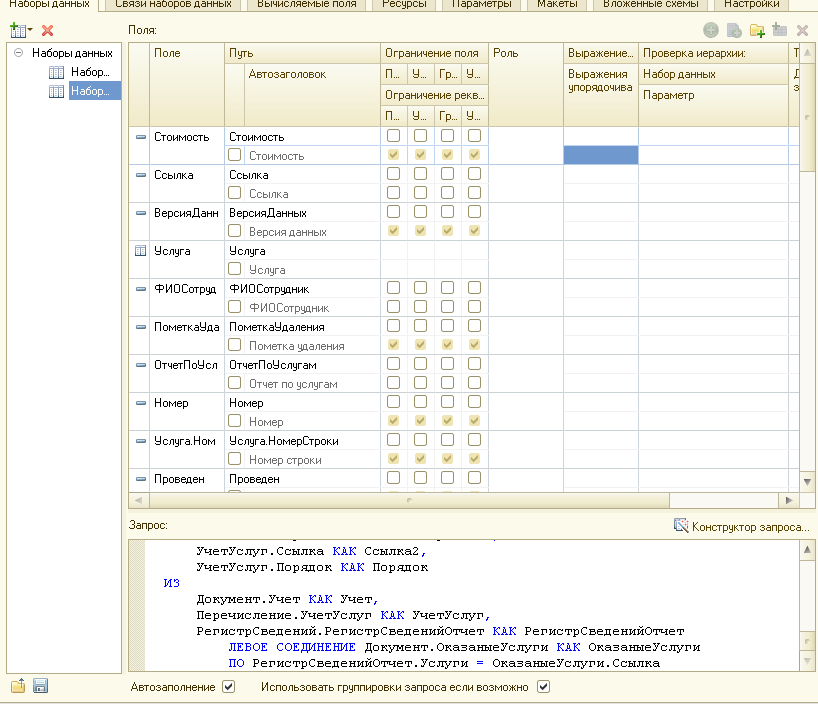 Наборы данных Связи наборов данных Вычисляемые поля Ресурсы Параметры Макеты Вложенные схемы Настройки
Поля:
Наборы данных
Набор...
Набор...
Поле Путь Ограничение поля Роль Выражение... Проверка иерархии: Т
Автозаголовок П... У... Гр... У... Выражения упорядочива Набор данных Д
Ограничение рекв... Параметр з
П... У... Гр... У...
Стоимость Стоимость
Стоимость
Ссылка Ссылка
Ссылка
ВерсияДанн ВерсияДанных
Версия данных
Услуга Услуга
Услуга
ФИОСотруд ФИОСотрудник
ФИОСотрудник
ПометкаУда ПометкаУдаления
Пометка удаления
ОтчетПоУсл ОтчетПоУслугам
Отчет по услугам
Номер Номер
Номер
Услуга.Ном Услуга.НомерСтроки
Номер строки
Проведен Проведен
Запрос: Конструктор запроса...
УчетУслуг.Ссылка КАК Ссылка2,
УчетУслуг.Порядок КАК Порядок
ИЗ
Документ.Учет КАК Учет,
Перечисление.УчетУслуг КАК УчетУслуг,
РегистрСведений.РегистрСведенийОтчет КАК РегистрСведенийОтчет
ЛЕВОЕ СОЕДИНЕНИЕ Документ.ОказаныеУслуги КАК ОказаныеУслуги
ПО РегистрСведенийОтчет.Услуги = ОказаныеУслуги.Ссылка
Автозаполнение Использовать группировки запроса если возможно